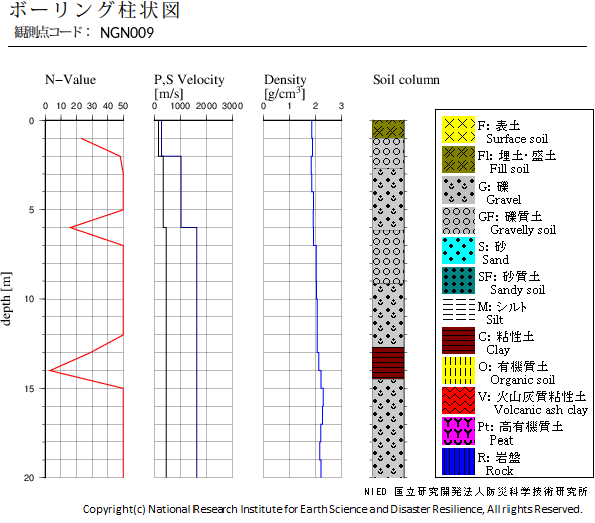 ボーリング柱状図
観測点コード： NGN009
N−Value
P,S Velocity
[m/s]
Density
[g/cm³]
Soil column
0 10 20 30 40 50
0 1000 2000 3000
0 1 2 3
0
5
10
15
20
depth [m]
F: 表土
Surface soil
Fl: 埋土・盛土
Fill soil
G: 礫
Gravel
GF: 礫質土
Gravelly soil
S: 砂
Sand
SF: 砂質土
Sandy soil
M: シルト
Silt
C: 粘性土
Clay
O: 有機質土
Organic soil
V: 火山灰質粘性土
Volcanic ash clay
Pt: 高有機質土
Peat
R: 岩盤
Rock
NIED 国立研究開発法人防災科学技術研究所
Copyright(c) National Research Institute for Earth Science and Disaster Resilience, All rights Reserved.